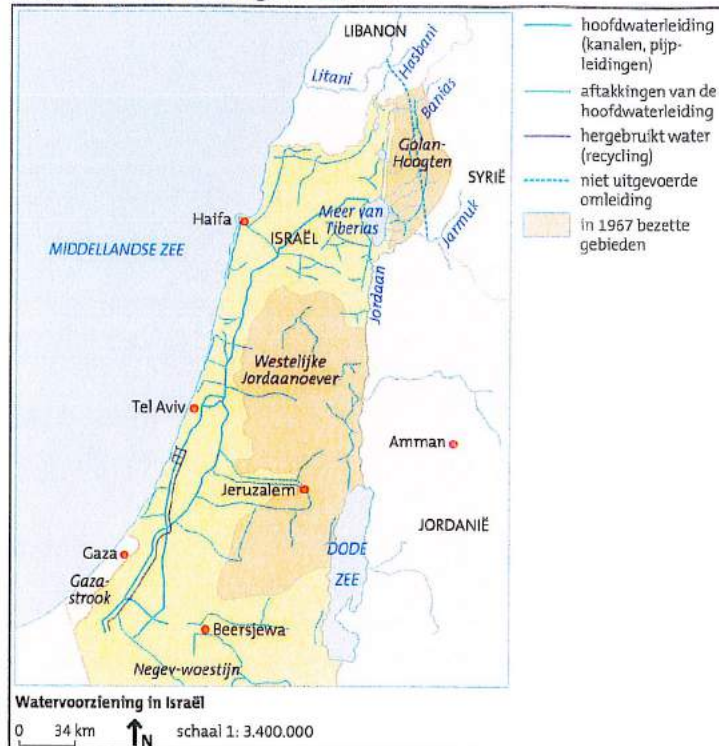 LIBANON
Hasbani
Litani
Banias
Golan-
Hoogten
SYRIË
Haifa
Meer van
Tiberias
ISRAËL
Jarmuk
MIDDELLANDSE ZEE
Jordaan
Westelijke
Jordaanoever
Tel Aviv
Amman
Jeruzalem
JORDANIË
Gaza
DODE
ZEE
Gaza-
strook
Beersjewa
Negev-woestijn
hoofdwaterleiding
(kanalen, pijp-
leidingen)
aftakkingen van de
hoofdwaterleiding
hergebruikt water
(recycling)
niet uitgevoerde
omleiding
in 1967 bezette
gebieden
Watervoorziening in Israël
0 34 km N schaal 1: 3.400.000